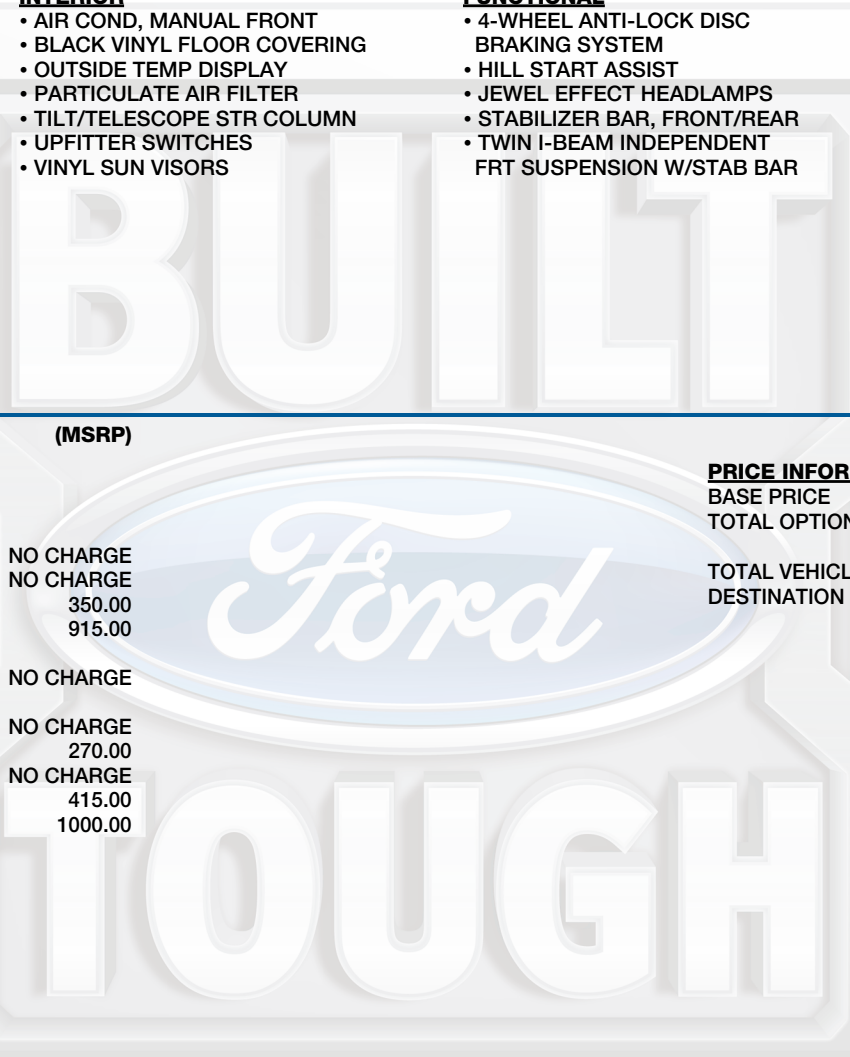 INTERIOR
• AIR COND, MANUAL FRONT
• BLACK VINYL FLOOR COVERING
• OUTSIDE TEMP DISPLAY
• PARTICULATE AIR FILTER
• TILT/TELESCOPE STR COLUMN
• UPFITTER SWITCHES
• VINYL SUN VISORS
FUNCTIONAL
• 4-WHEEL ANTI-LOCK DISC
BRAKING SYSTEM
• HILL START ASSIST
• JEWEL EFFECT HEADLAMPS
• STABILIZER BAR, FRONT/REAR
• TWIN I-BEAM INDEPENDENT
FRT SUSPENSION W/STAB BAR
BUILT
(MSRP)
NO CHARGE
NO CHARGE
350.00
915.00
NO CHARGE
NO CHARGE
270.00
NO CHARGE
415.00
1000.00
Ford
PRICE INFOR
BASE PRICE
TOTAL OPTION
TOTAL VEHICL
DESTINATION
TOUGH